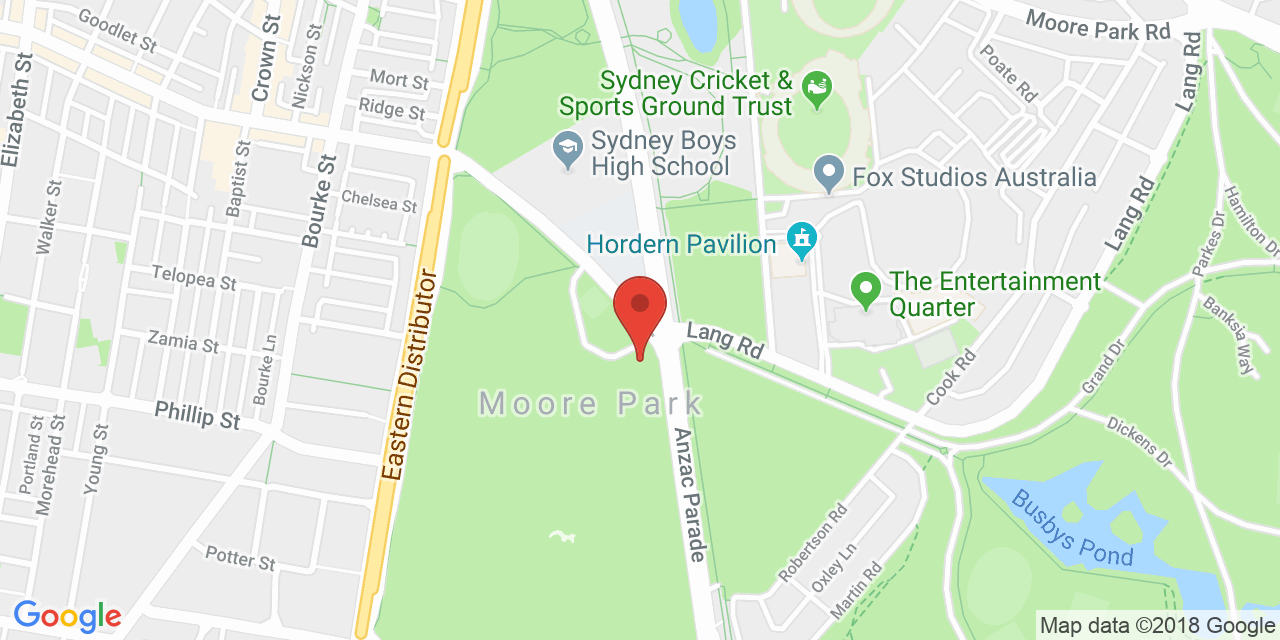 Goodlet St
Crown St
Nickson St
Elizabeth St
Mort St
Ridge St
Bourke St
Baptist St
Chelsea St
Walker St
Telopea St
Zamia St
Bourke Ln
Phillip St
Portland St
Morehead St
Young St
Potter St
Eastern Distributor
Sydney Cricket &
Sports Ground Trust
Sydney Boys
High School
Fox Studios Australia
Hordern Pavilion
The Entertainment
Quarter
Moore Park Rd
Poate Rd
Lang Rd
Lang Rd
Parkes Dr
Hamilton Dr
Banksia Way
Grand Dr
Dickens Dr
Cook Rd
Lang Rd
Moore Park
Anzac Parade
Robertson Rd
Oxley Ln
Martin Rd
Busbys Pond
Google
Map data ©2018 Google